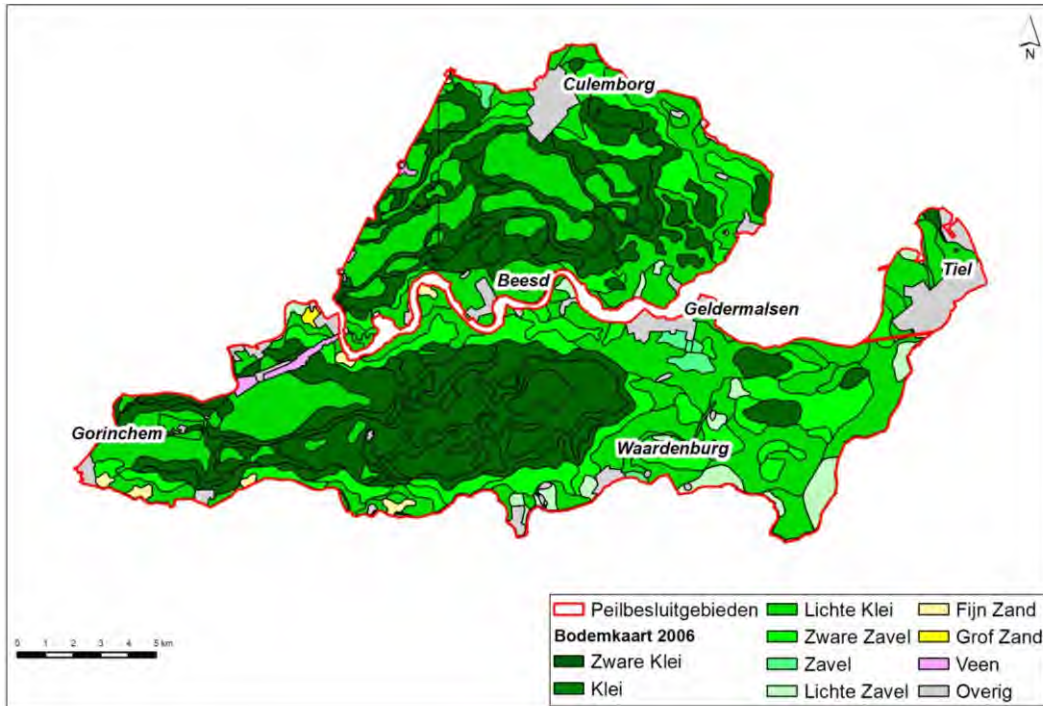 N
Culemborg
Tiel
Beesd
Geldermalsen
Gorinchem
Waardenburg
0 1 2 3 4 5 km
Peilbesluitgebieden
Bodemkaart 2006
Zware Klei
Klei
Lichte Klei
Zware Zavel
Zavel
Lichte Zavel
Fijn Zand
Grof Zand
Veen
Overig